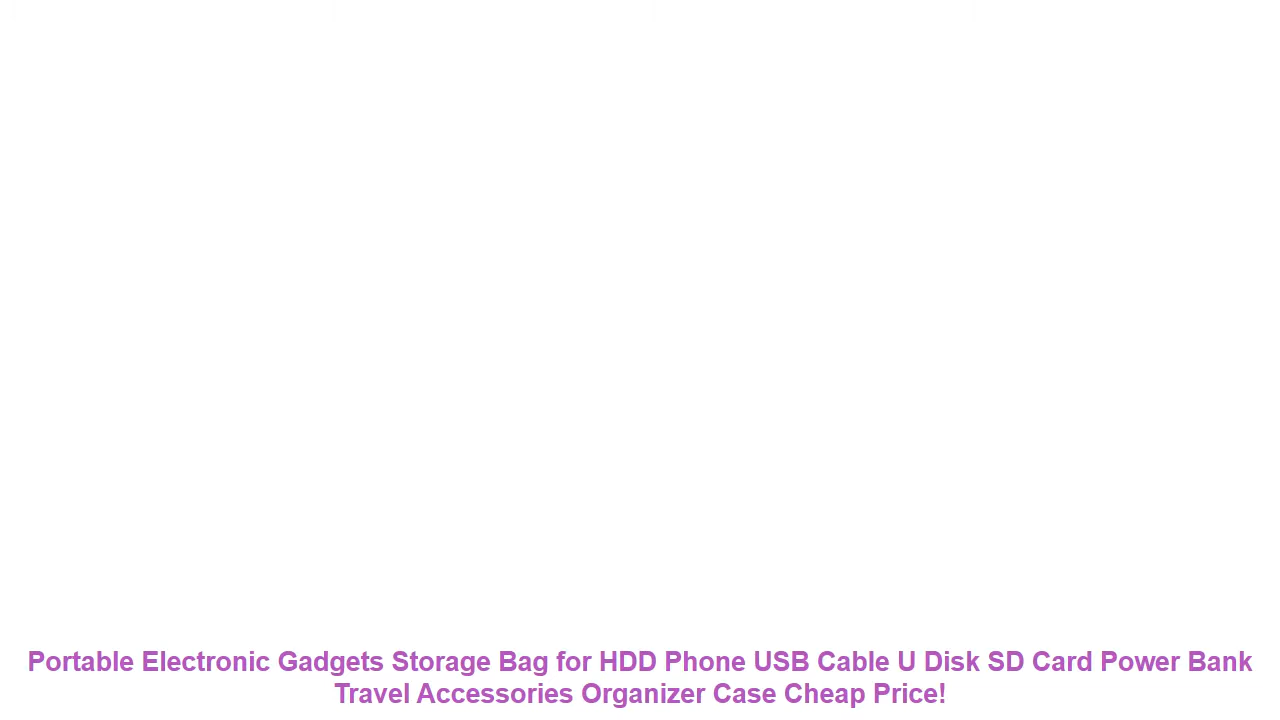 Portable Electronic Gadgets Storage Bag for HDD Phone USB Cable U Disk SD Card Power Bank
Travel Accessories Organizer Case Cheap Price!